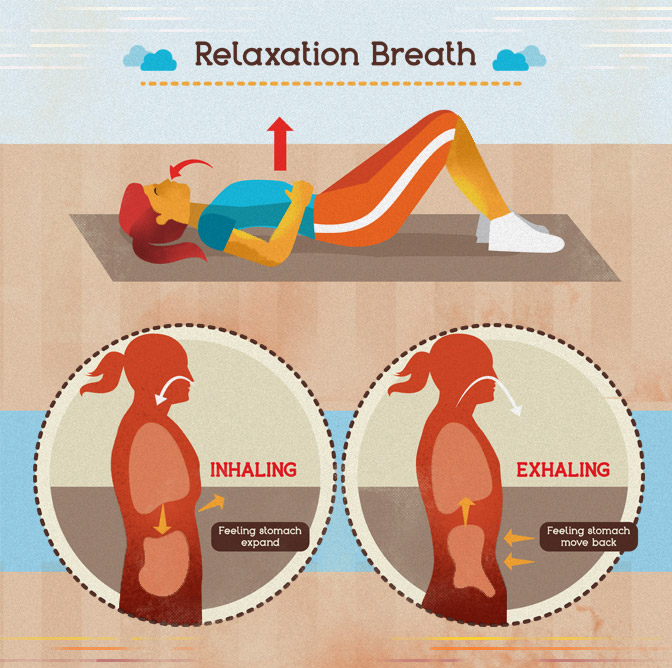 Relaxation Breath
INHALING
Feeling stomach
expand
EXHALING
Feeling stomach
move back